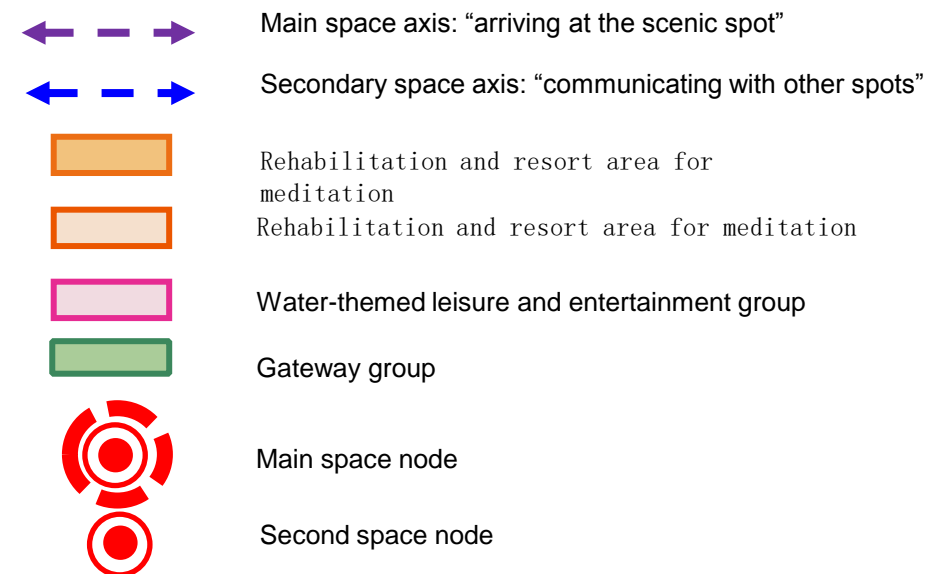 Main space axis: “arriving at the scenic spot”
Secondary space axis: “communicating with other spots”
Rehabilitation and resort area for
meditation
Rehabilitation and resort area for meditation
Water-themed leisure and entertainment group
Gateway group
Main space node
Second space node